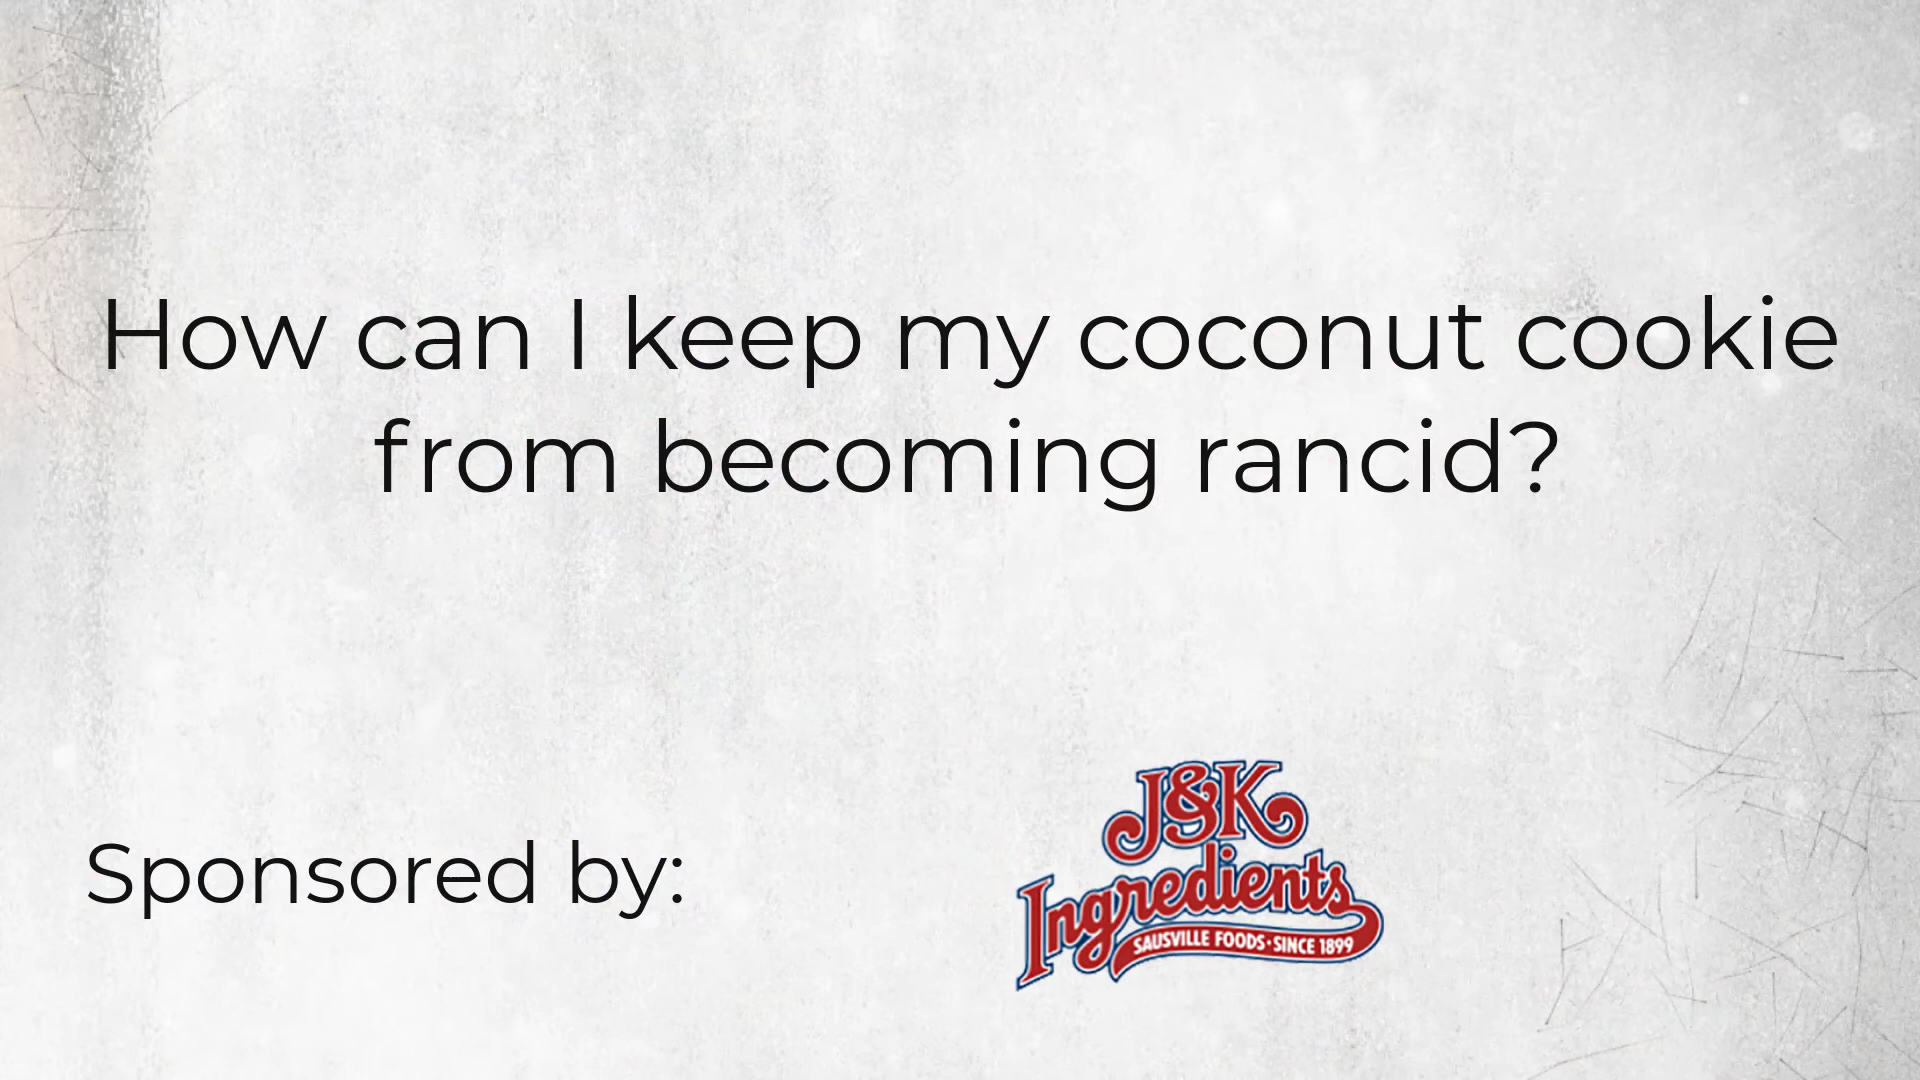 How can I keep my coconut cookie
from becoming rancid?
Sponsored by:
J&K
Ingredients
SAUSVILLE FOODS·SINCE 1899